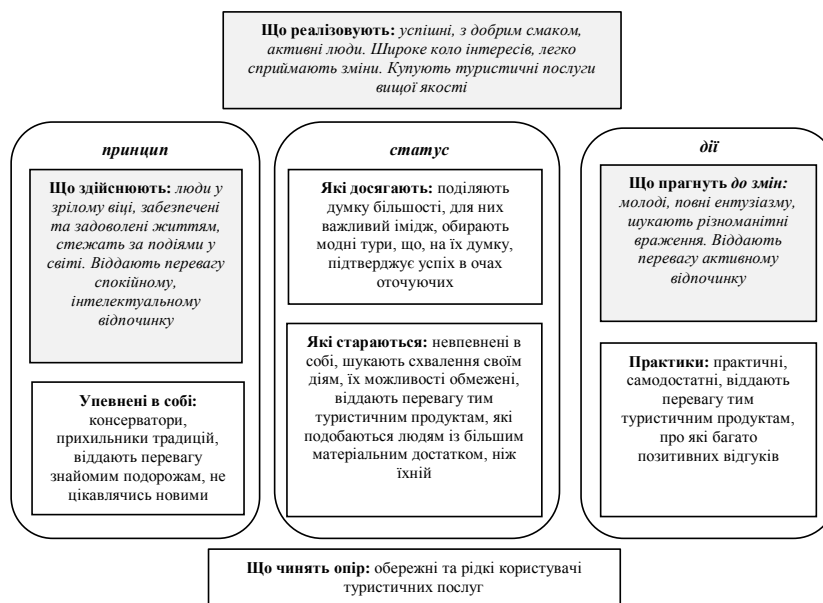 Що реалізовують: успішні, з добрим смаком,
активні люди. Широке коло інтересів, легко
сприймають зміни. Купують туристичні послуги
вищої якості
принцип
Що здійснюють: люди у
зрілому віці, забезпечені
та задоволені життям,
стежать за подіями у
світі. Віддають перевагу
спокійному,
інтелектуальному
відпочинку
Упевнені в собі:
консерватори,
прихильники традицій,
віддають перевагу
знайомим подорожам, не
цікавлячись новими
статус
Які досягають: поділяють
думку більшості, для них
важливий імідж, обирають
модні тури, що, на їх думку,
підтверджує успіх в очах
оточуючих
Які стараються: невпевнені в
собі, шукають схвалення своїм
діям, їх можливості обмежені,
віддають перевагу тим
туристичним продуктам, які
подобаються людям із більшим
матеріальним достатком, ніж
їхній
дії
Що прагнуть до змін:
молоді, повні ентузіазму,
шукають різноманітні
враження. Віддають
перевагу активному
відпочинку
Практики: практичні,
самодостатні, віддають
перевагу тим
туристичним продуктам,
про які багато
позитивних відгуків
Що чинять опір: обережні та рідкі користувачі
туристичних послуг